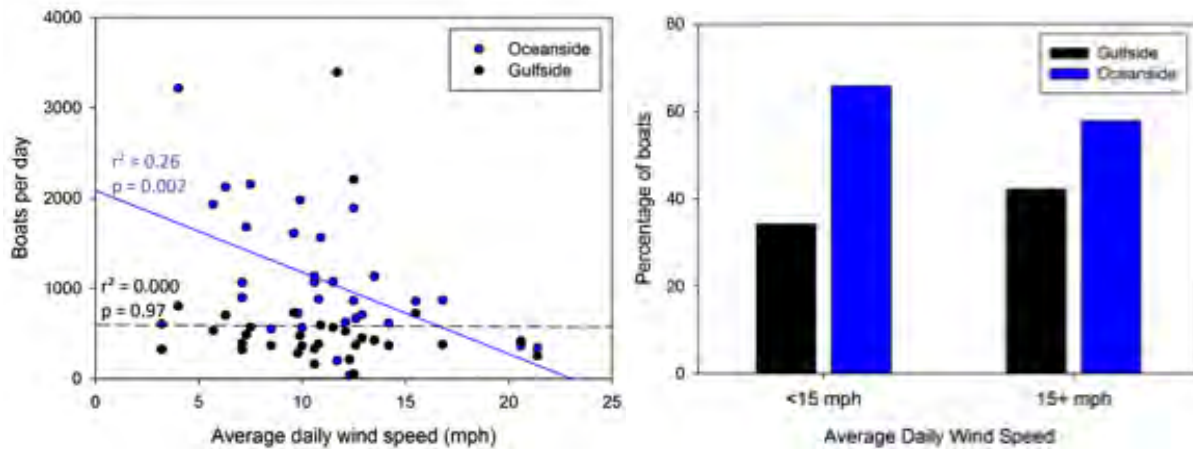 4000
3000
2000
1000
0
Boats per day
Oceanside
Gulfside
r² = 0.26
p = 0.002
r² = 0.000
p = 0.97
0 5 10 15 20 25
Average daily wind speed (mph)
80
60
40
20
0
Percentage of boats
Gulfside
Oceanside
<15 mph 15+ mph
Average Daily Wind Speed